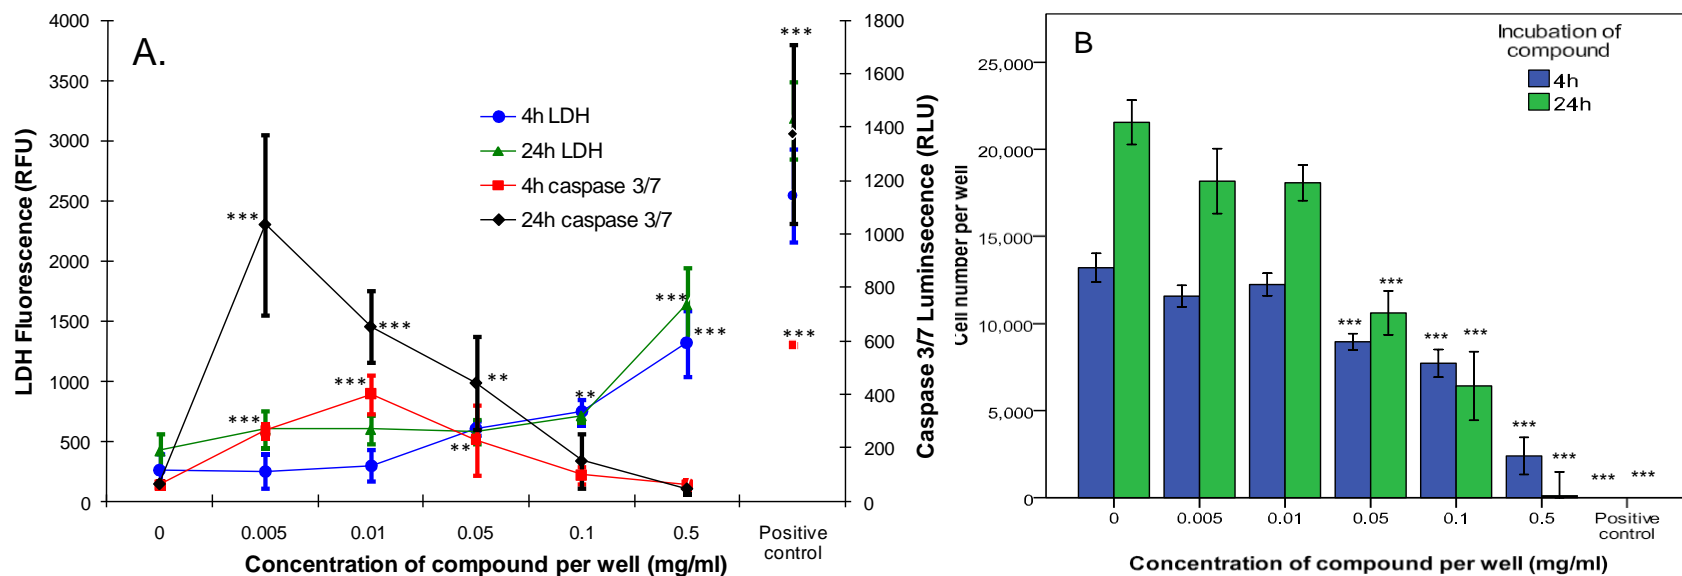 A.
4000
3500
3000
2500
2000
1500
1000
500
0
LDH Fluorescence (RFU)
4h LDH
24h LDH
4h caspase 3/7
24h caspase 3/7
***
***
***
***
**
**
**
***
***
***
***
1800
1600
1400
1200
1000
800
600
400
200
0
Caspase 3/7 Luminsecence (RLU)
0 0.005 0.01 0.05 0.1 0.5 Positive
control
Concentration of compound per well (mg/ml)
B
Incubation of
compound
4h
24h
25,000
20,000
15,000
10,000
5,000
0
Cell number per well
***
***
***
***
***
***
***
***
0 0.005 0.01 0.05 0.1 0.5 Positive
control
Concentration of compound per well (mg/ml)